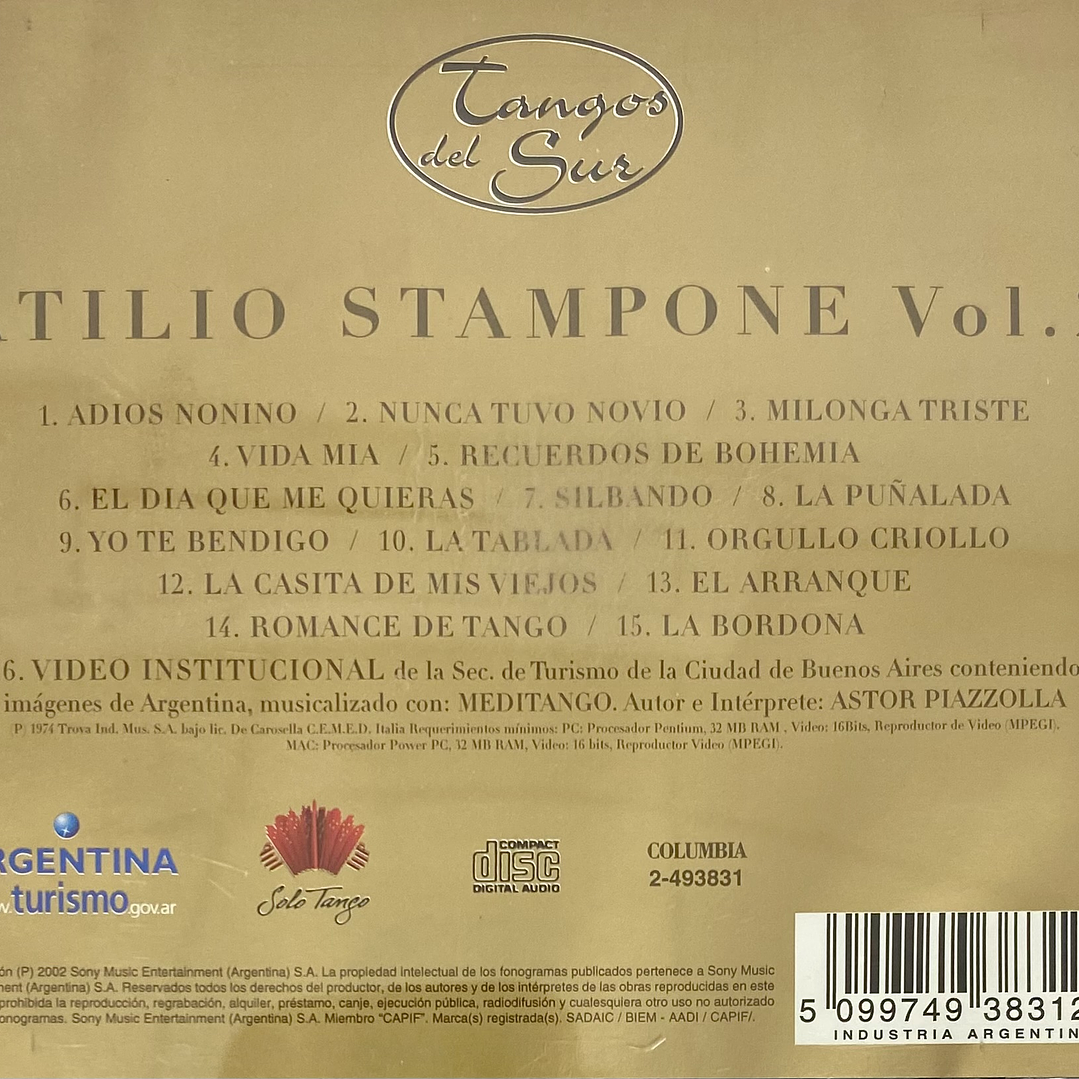 Tangos
del Sur
ATILIO STAMPONE Vol.
1. ADIOS NONINO / 2. NUNCA TUVO NOVIO / 3. MILONGA TRISTE
4. VIDA MIA / 5. RECUERDOS DE BOHEMIA
6. EL DIA QUE ME QUIERAS / 7. SILBANDO / 8. LA PUÑALADA
9. YO TE BENDIGO / 10. LA TABLADA / 11. ORGULLO CRIOLLO
12. LA CASITA DE MIS VIEJOS / 13. EL ARRANQUE
14. ROMANCE DE TANGO / 15. LA BORDONA
6. VIDEO INSTITUCIONAL de la Sec. de Turismo de la Ciudad de Buenos Aires conteniendo
imágenes de Argentina, musicalizado con: MEDITANGO. Autor e Intérprete: ASTOR PIAZZOLLA
(P) 1974 Trova Ind. Mus. S.A. bajo lic. De Carosella C.E.M.E.D. Italia Requerimientos mínimos: PC: Procesador Pentium, 32 MB RAM , Video: 16Bits, Reproductor de Video (MPEGI).
MAC: Procesador Power PC, 32 MB RAM, Video: 16 bits, Reproductor Video (MPEGI).
RGENTINA
w.turismo.gov.ar
Solo Tango
COMPACT
disc
DIGITAL AUDIO
COLUMBIA
2-493831
ón (P) 2002 Sony Music Entertainment (Argentina) S.A. La propiedad intelectual de los fonogramas publicados pertenece a Sony Music
ment (Argentina) S.A. Reservados todos los derechos del productor, de los autores y de los intérpretes de las obras reproducidas en este
prohibida la reproducción, regrabación, alquiler, préstamo, canje, ejecución pública, radiodifusión y cualesquiera otro uso no autorizado
onogramas. Sony Music Entertainment (Argentina) S.A. Miembro "CAPIF". Marca(s) registrada(s). SADAIC / BIEM - AADI / CAPIF/.
5 099749 38312
INDUSTRIA ARGENTIN